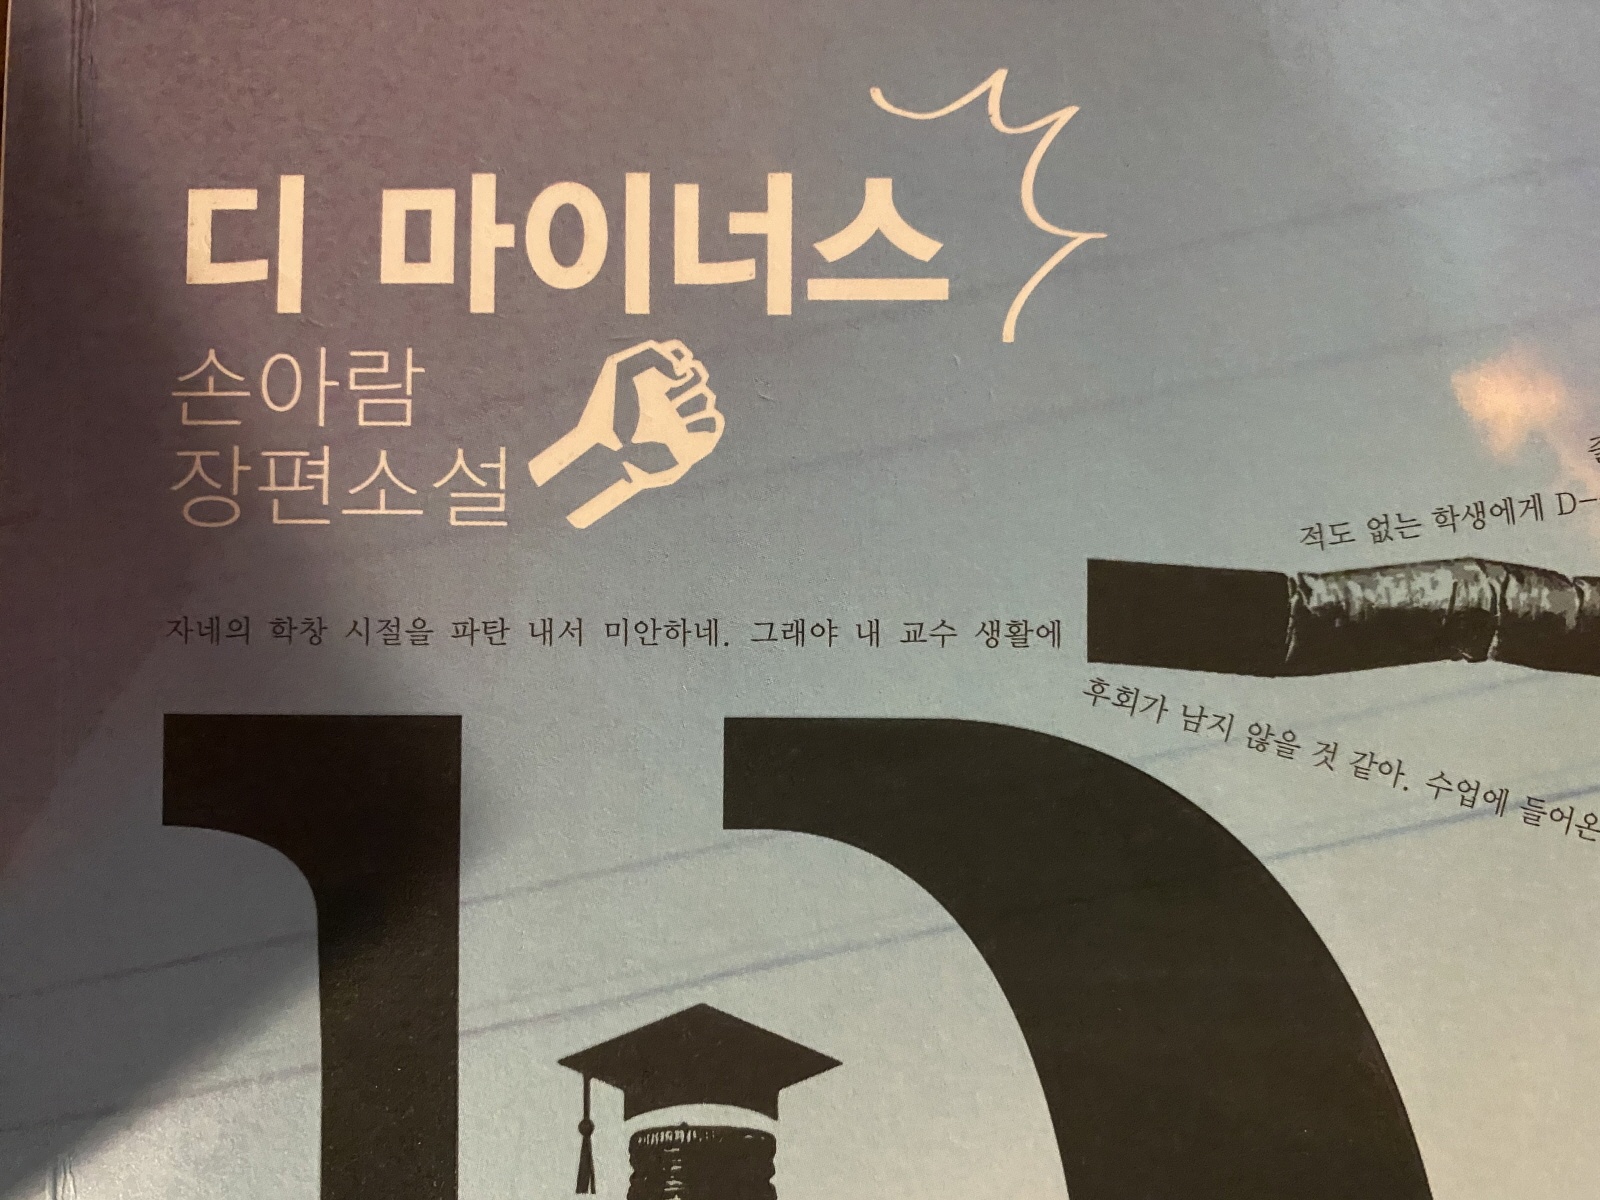 디 마이너스
손아람
장편소설
적도 없는 학생에게 D-
자네의 학창 시절을 파탄 내서 미안하네. 그래야 내 교수 생활에
후회가 남지 않을 것 같아. 수업에 들어온
D